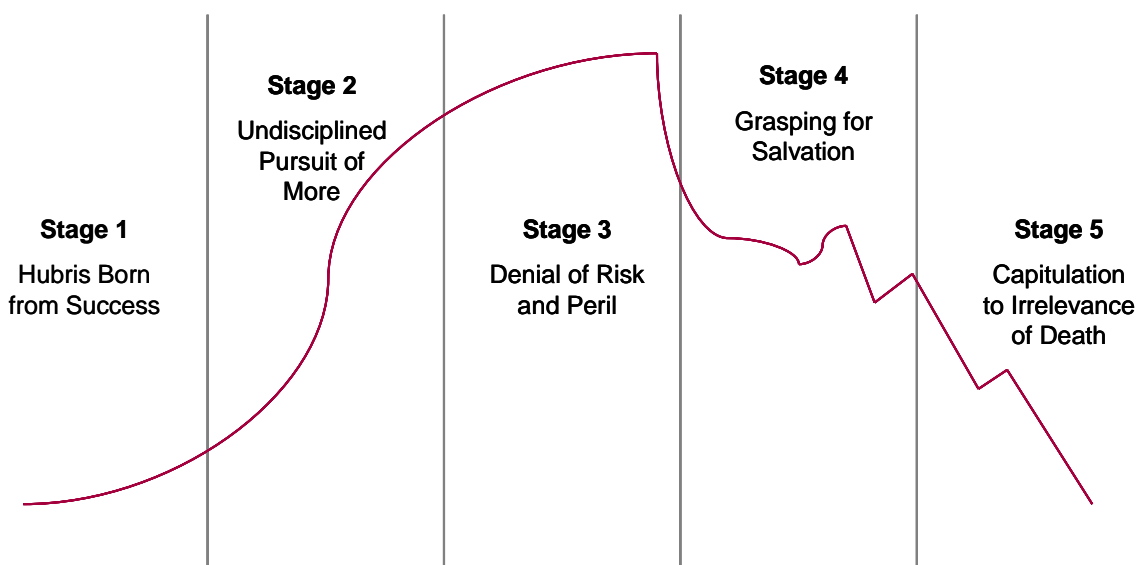 Stage 1
Hubris Born
from Success
Stage 2
Undisciplined
Pursuit of
More
Stage 3
Denial of Risk
and Peril
Stage 4
Grasping for
Salvation
Stage 5
Capitulation
to Irrelevance
of Death